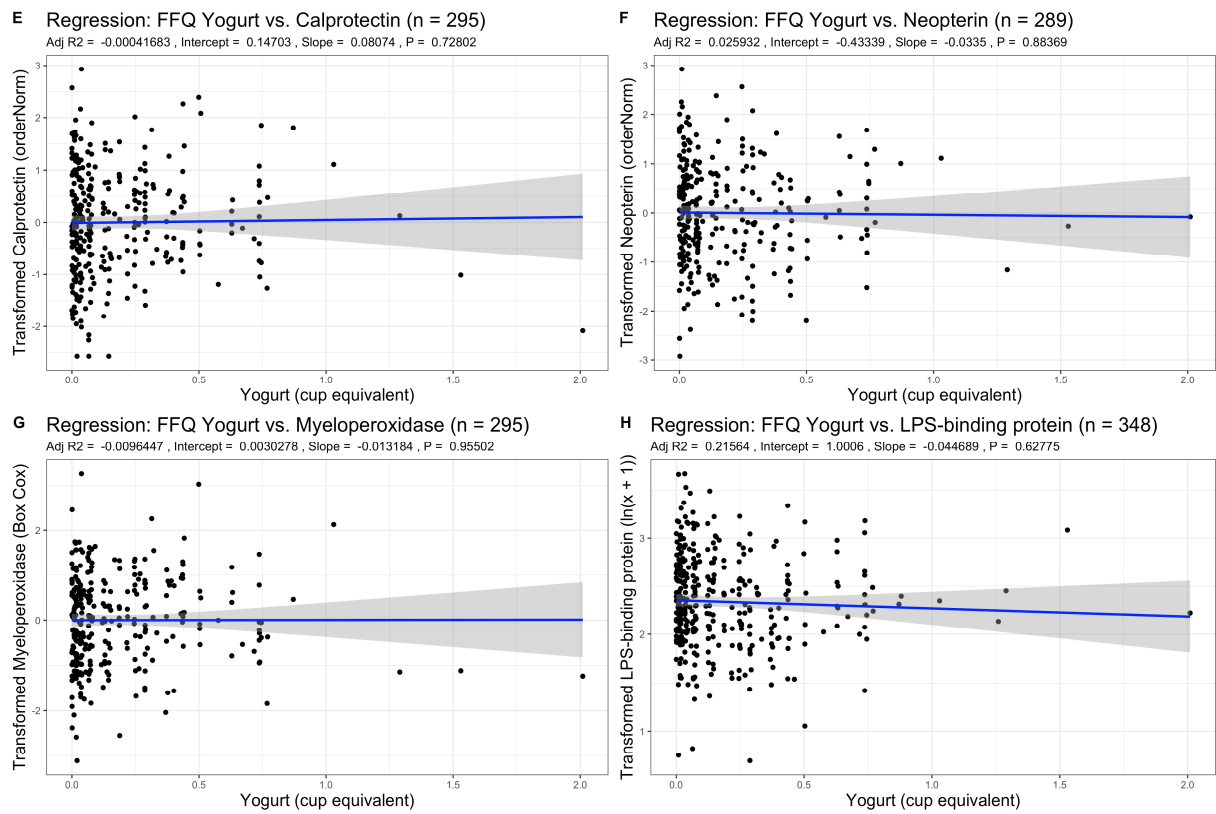 E Regression: FFQ Yogurt vs. Calprotectin (n = 295)
Adj R2 = -0.00041683 , Intercept = 0.14703 , Slope = 0.08074 , P = 0.72802
Transformed Calprotectin (orderNorm)
3
2
1
0
-1
-2
0.0 0.5 1.0 1.5 2.0
Yogurt (cup equivalent)
F Regression: FFQ Yogurt vs. Neopterin (n = 289)
Adj R2 = 0.025932 , Intercept = -0.43339 , Slope = -0.0335 , P = 0.88369
Transformed Neopterin (orderNorm)
3
2
1
0
-1
-2
-3
0.0 0.5 1.0 1.5 2.0
Yogurt (cup equivalent)
G Regression: FFQ Yogurt vs. Myeloperoxidase (n = 295)
Adj R2 = -0.0096447 , Intercept = 0.0030278 , Slope = -0.013184 , P = 0.95502
Transformed Myeloperoxidase (Box Cox)
2
0
-2
0.0 0.5 1.0 1.5 2.0
Yogurt (cup equivalent)
H Regression: FFQ Yogurt vs. LPS-binding protein (n = 348)
Adj R2 = 0.21564 , Intercept = 1.0006 , Slope = -0.044689 , P = 0.62775
Transformed LPS-binding protein (ln(x + 1))
3
2
1
0.0 0.5 1.0 1.5 2.0
Yogurt (cup equivalent)